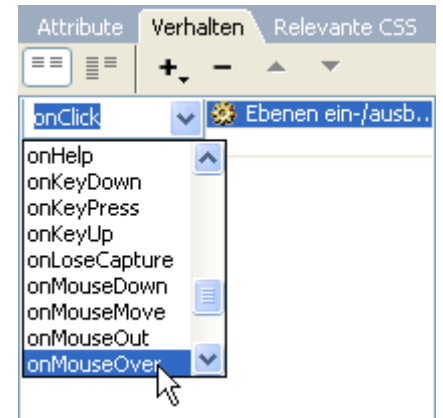 Attribute Verhalten Relevante CSS
onClick Ebenen ein-/ausb..
onHelp
onKeyDown
onKeyPress
onKeyUp
onLoseCapture
onMouseDown
onMouseMove
onMouseOut
onMouseOver